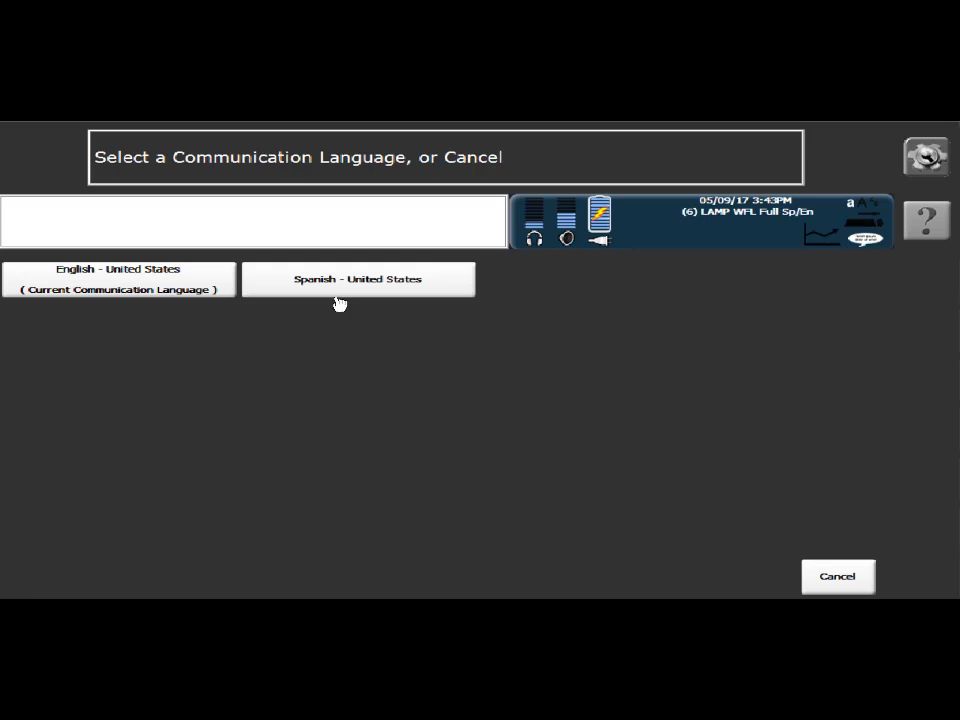 Select a Communication Language, or Cancel
05/09/17 3:43PM
(6) LAMP WFL Full Sp/En
a A
?
English - United States
( Current Communication Language )
Spanish - United States
Cancel